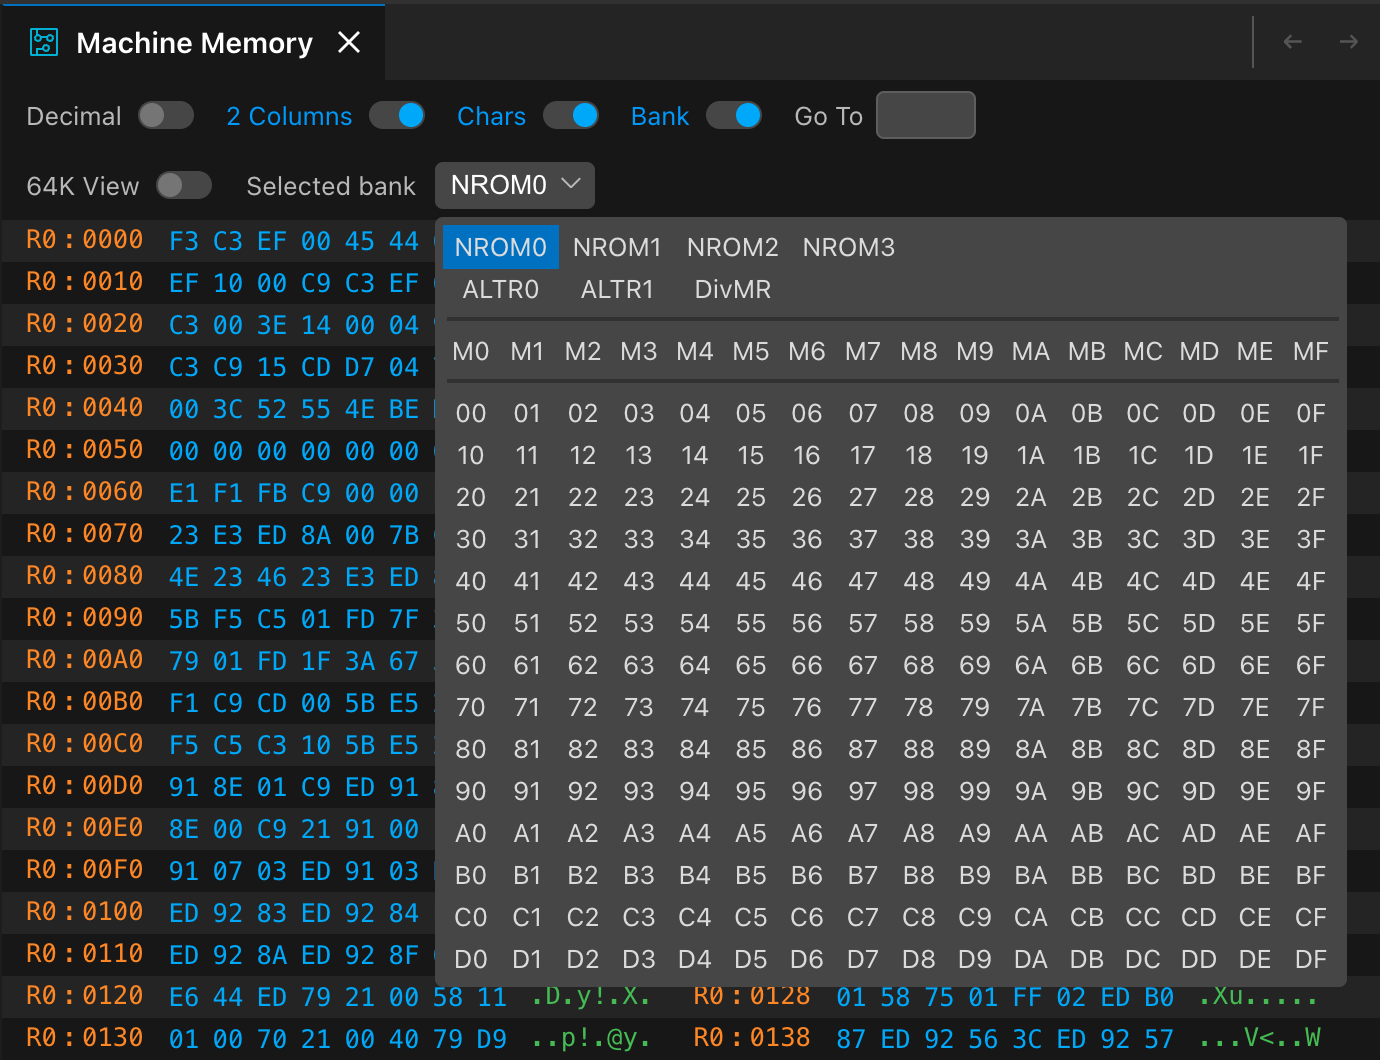 Machine Memory
Decimal 2 Columns Chars Bank Go To
64K View Selected bank NROM0
R0:0000 F3 C3 EF 00 45 44
R0:0010 EF 10 00 C9 C3 EF
R0:0020 C3 00 3E 14 00 04
R0:0030 C3 C9 15 CD D7 04
R0:0040 00 3C 52 55 4E BE
R0:0050 00 00 00 00 00 00
R0:0060 E1 F1 FB C9 00 00
R0:0070 23 E3 ED 8A 00 7B
R0:0080 4E 23 46 23 E3 ED
R0:0090 5B F5 C5 01 FD 7F
R0:00A0 79 01 FD 1F 3A 67
R0:00B0 F1 C9 CD 00 5B E5
R0:00C0 F5 C5 C3 10 5B E5
R0:00D0 91 8E 01 C9 ED 91
R0:00E0 8E 00 C9 21 91 00
R0:00F0 91 07 03 ED 91 03
R0:0100 ED 92 83 ED 92 84
R0:0110 ED 92 8A ED 92 8F
NROM0 NROM1 NROM2 NROM3
ALTR0 ALTR1 DivMR
M0 M1 M2 M3 M4 M5 M6 M7 M8 M9 MA MB MC MD ME MF
00 01 02 03 04 05 06 07 08 09 0A 0B 0C 0D 0E 0F
10 11 12 13 14 15 16 17 18 19 1A 1B 1C 1D 1E 1F
20 21 22 23 24 25 26 27 28 29 2A 2B 2C 2D 2E 2F
30 31 32 33 34 35 36 37 38 39 3A 3B 3C 3D 3E 3F
40 41 42 43 44 45 46 47 48 49 4A 4B 4C 4D 4E 4F
50 51 52 53 54 55 56 57 58 59 5A 5B 5C 5D 5E 5F
60 61 62 63 64 65 66 67 68 69 6A 6B 6C 6D 6E 6F
70 71 72 73 74 75 76 77 78 79 7A 7B 7C 7D 7E 7F
80 81 82 83 84 85 86 87 88 89 8A 8B 8C 8D 8E 8F
90 91 92 93 94 95 96 97 98 99 9A 9B 9C 9D 9E 9F
A0 A1 A2 A3 A4 A5 A6 A7 A8 A9 AA AB AC AD AE AF
B0 B1 B2 B3 B4 B5 B6 B7 B8 B9 BA BB BC BD BE BF
C0 C1 C2 C3 C4 C5 C6 C7 C8 C9 CA CB CC CD CE CF
D0 D1 D2 D3 D4 D5 D6 D7 D8 D9 DA DB DC DD DE DF
R0:0120 E6 44 ED 79 21 00 58 11 .D.y!.X. R0:0128 01 58 75 01 FF 02 ED B0 .Xu.....
R0:0130 01 00 70 21 00 40 79 D9 ..p!.@y. R0:0138 87 ED 92 56 3C ED 92 57 ...V<..W